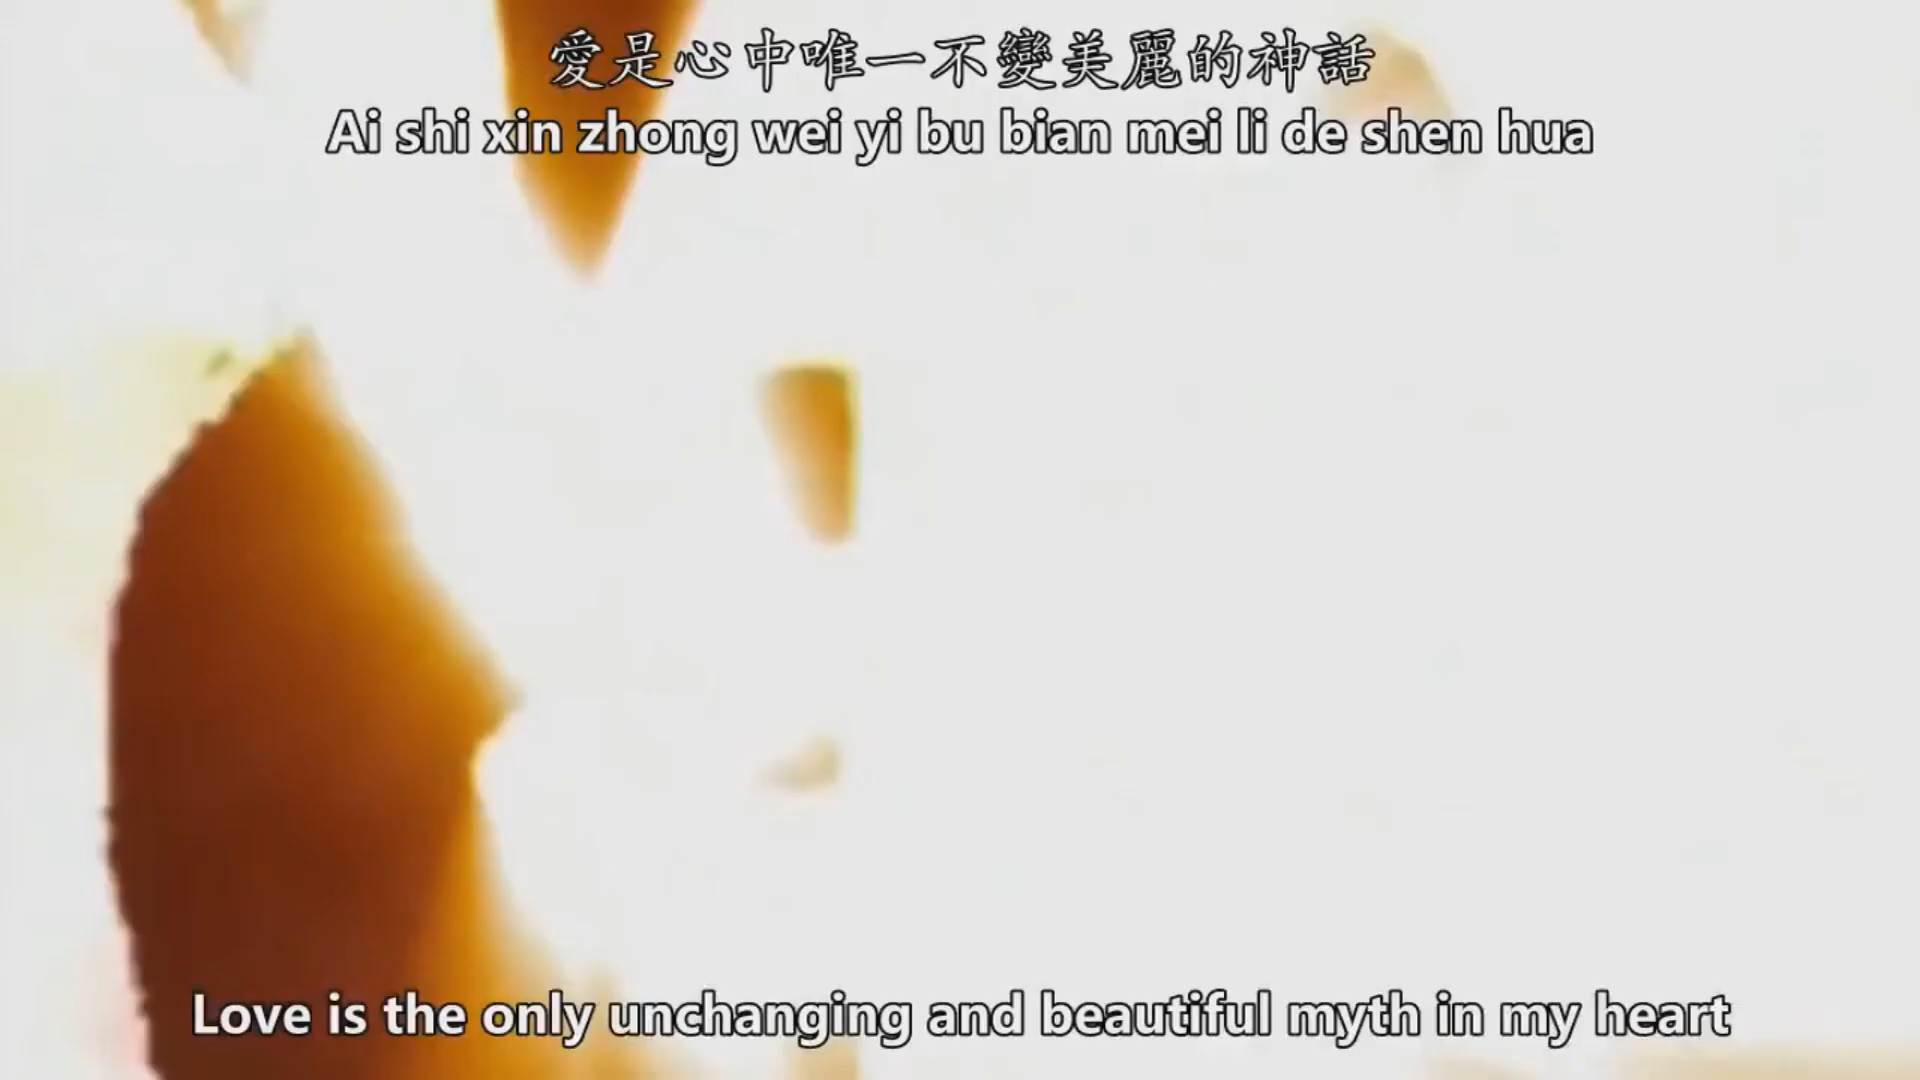 愛是心中唯一不變美麗的神話
Ai shi xin zhong wei yi bu bian mei li de shen hua
Love is the only unchanging and beautiful myth in my heart